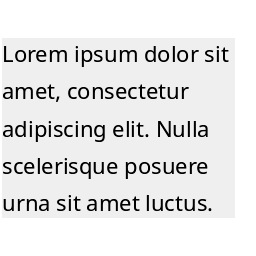 Lorem ipsum dolor sit
amet, consectetur
adipiscing elit. Nulla
scelerisque posuere
urna sit amet luctus.